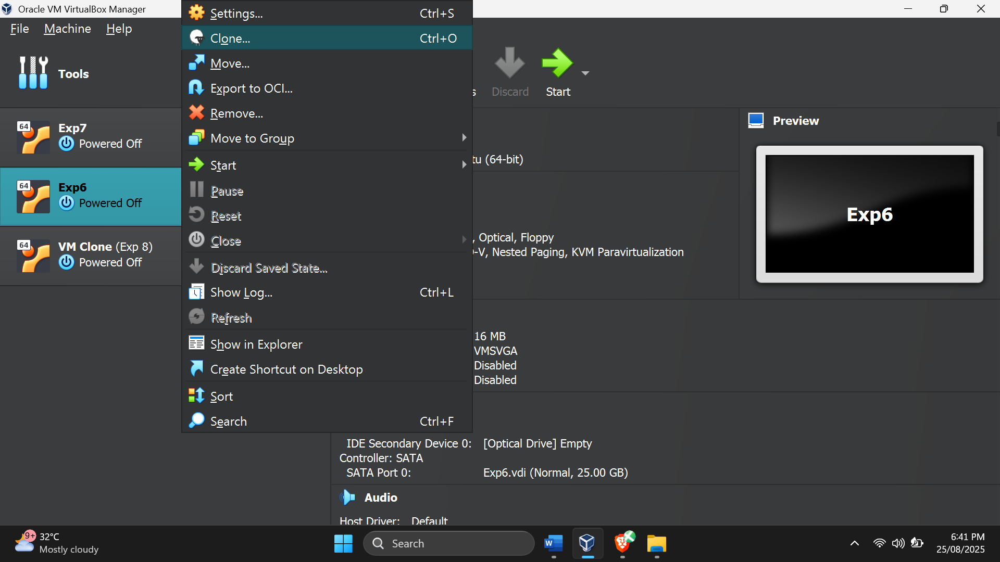 Oracle VM VirtualBox Manager
File Machine Help
Tools
64
Exp7
Powered Off
64
Exp6
Powered Off
64
VM Clone (Exp 8)
Powered Off
Settings... Ctrl+S
Clone... Ctrl+O
Move...
Export to OCI...
Remove...
Move to Group
Start
Pause
Reset
Close
Discard Saved State...
Show Log... Ctrl+L
Refresh
Show in Explorer
Create Shortcut on Desktop
Sort
Search Ctrl+F
s
Discard
Start
tu (64-bit)
, Optical, Floppy
-V, Nested Paging, KVM Paravirtualization
Preview
Exp6
16 MB
VMSVGA
Disabled
Disabled
IDE Secondary Device 0: [Optical Drive] Empty
Controller: SATA
SATA Port 0: Exp6.vdi (Normal, 25.00 GB)
Audio
Host Driver: Default
9+
32°C
Mostly cloudy
Search
W
6:41 PM
25/08/2025